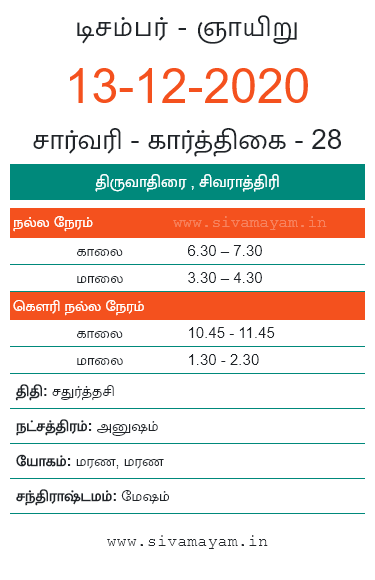 டிசம்பர் - ஞாயிறு
13-12-2020
சார்வரி - கார்த்திகை - 28
திருவாதிரை , சிவராத்திரி
நல்ல நேரம் www.sivamayam.in
காலை 6.30 – 7.30
மாலை 3.30 – 4.30
கௌரி நல்ல நேரம்
காலை 10.45 - 11.45
மாலை 1.30 - 2.30
திதி: சதுர்த்தசி
நட்சத்திரம்: அனுஷம்
யோகம்: மரண, மரண
சந்திராஷ்டமம்: மேஷம்
www.sivamayam.in